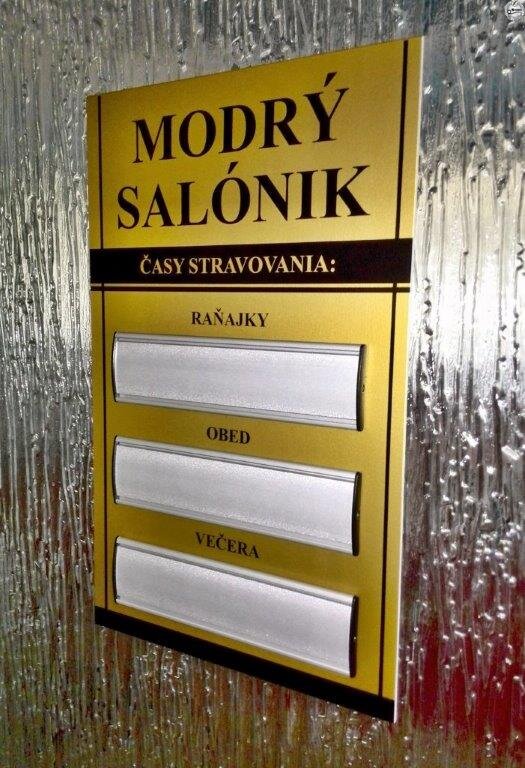 MODRÝ
SALÓNIK
ČASY STRAVOVANIA:
RAŇAJKY
OBED
VEČERA